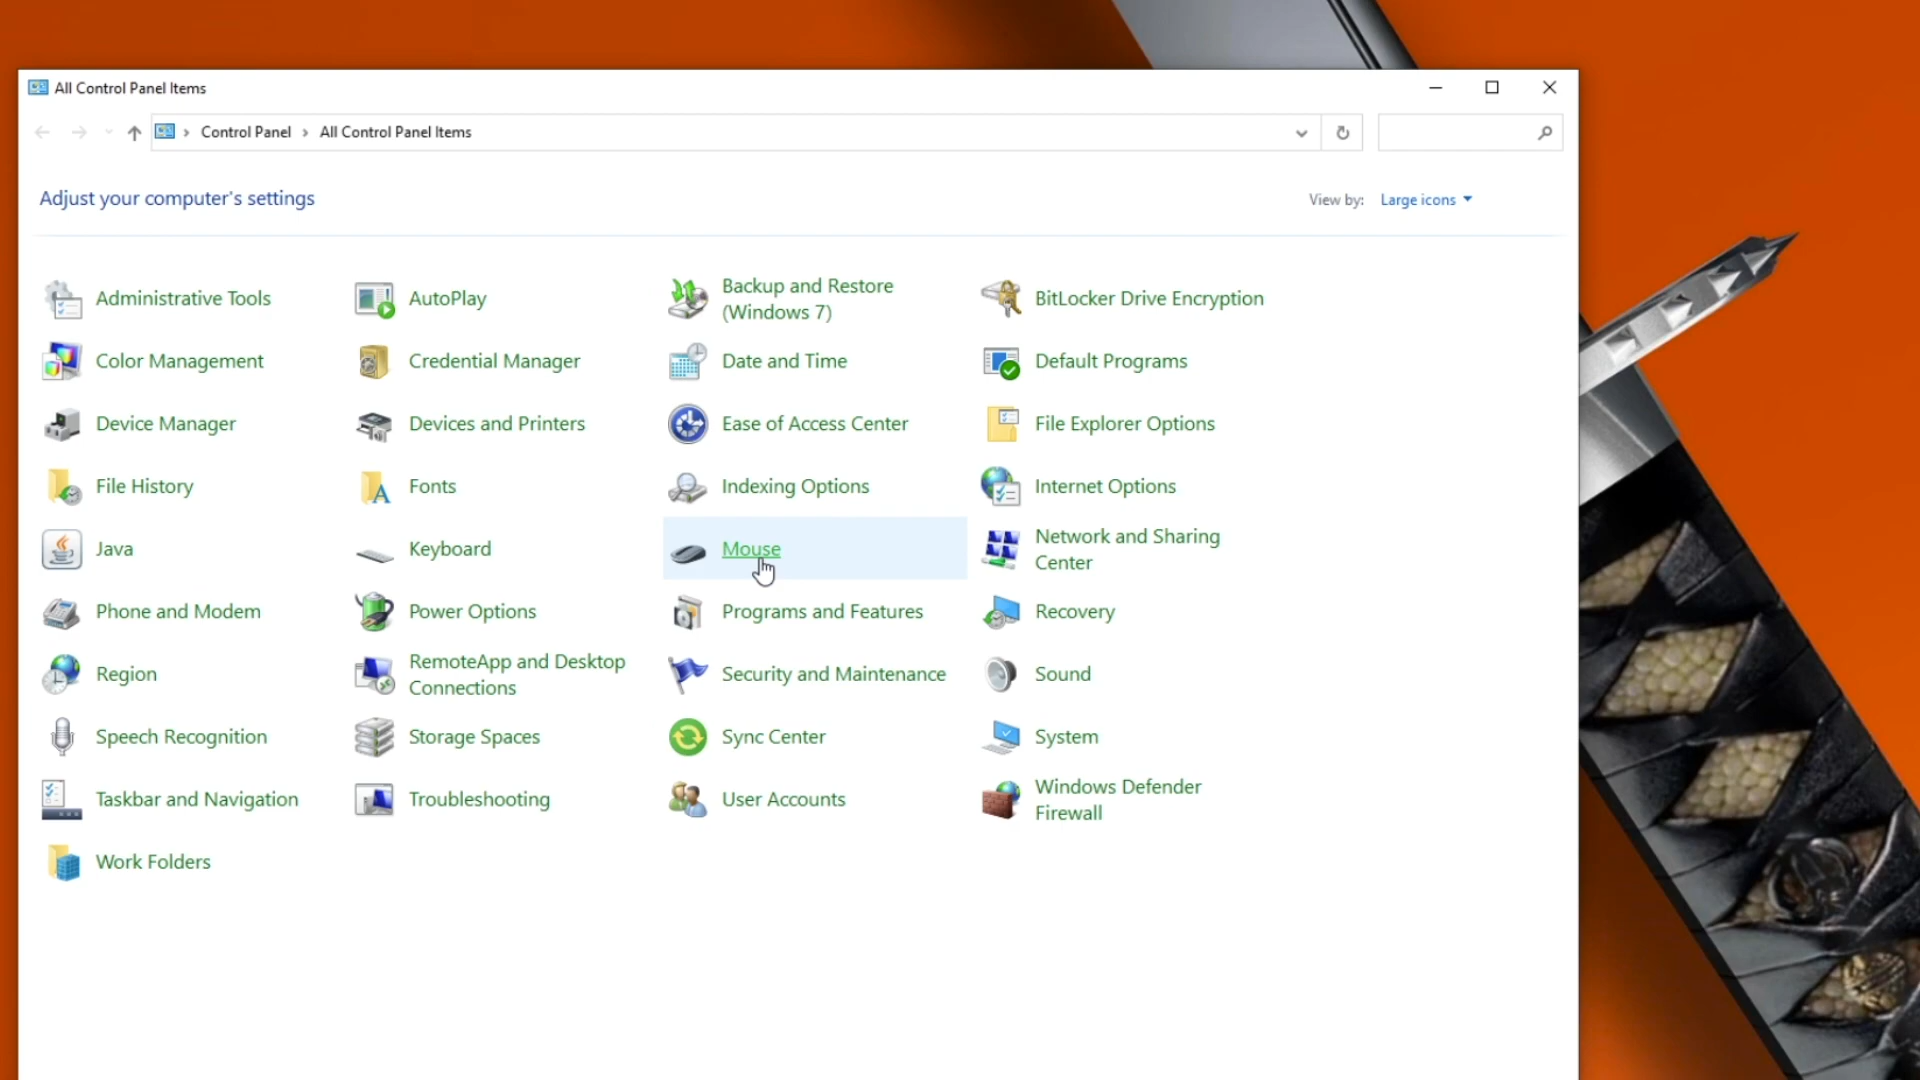 All Control Panel Items
Control Panel > All Control Panel Items
Adjust your computer's settings
View by: Large icons
Administrative Tools
AutoPlay
Backup and Restore
(Windows 7)
BitLocker Drive Encryption
Color Management
Credential Manager
Date and Time
Default Programs
Device Manager
Devices and Printers
Ease of Access Center
File Explorer Options
File History
Fonts
Indexing Options
Internet Options
Java
Keyboard
Mouse
Network and Sharing
Center
Phone and Modem
Power Options
Programs and Features
Recovery
Region
RemoteApp and Desktop
Connections
Security and Maintenance
Sound
Speech Recognition
Storage Spaces
Sync Center
System
Taskbar and Navigation
Troubleshooting
User Accounts
Windows Defender
Firewall
Work Folders